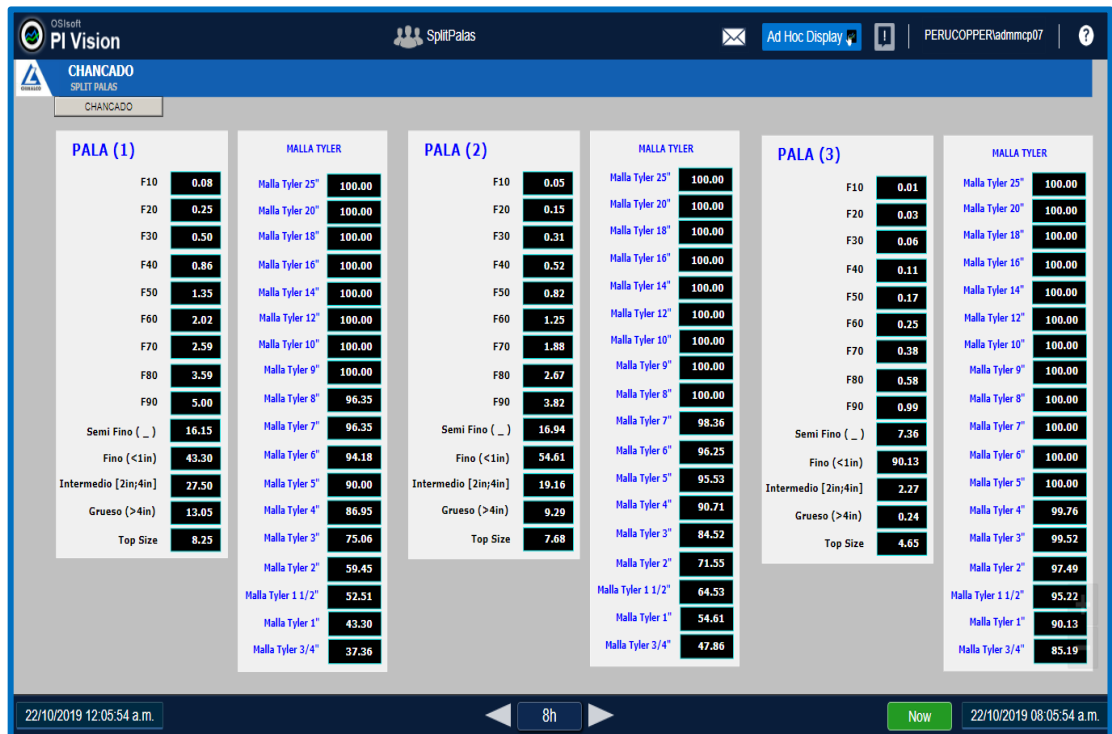 OSIsoft
PI Vision
SplitPalas
Ad Hoc Display
PERUCOPPER\admmcp07
?
CHINALCO
CHANCADO
SPLIT PALAS
CHANCADO
PALA (1)
F10 0.08
F20 0.25
F30 0.50
F40 0.86
F50 1.35
F60 2.02
F70 2.59
F80 3.59
F90 5.00
Semi Fino ( _ ) 16.15
Fino (<1in) 43.30
Intermedio [2in;4in] 27.50
Grueso (>4in) 13.05
Top Size 8.25
MALLA TYLER
Malla Tyler 25" 100.00
Malla Tyler 20" 100.00
Malla Tyler 18" 100.00
Malla Tyler 16" 100.00
Malla Tyler 14" 100.00
Malla Tyler 12" 100.00
Malla Tyler 10" 100.00
Malla Tyler 9" 100.00
Malla Tyler 8" 96.35
Malla Tyler 7" 96.35
Malla Tyler 6" 94.18
Malla Tyler 5" 90.00
Malla Tyler 4" 86.95
Malla Tyler 3" 75.06
Malla Tyler 2" 59.45
Malla Tyler 1 1/2" 52.51
Malla Tyler 1" 43.30
Malla Tyler 3/4" 37.36
PALA (2)
F10 0.05
F20 0.15
F30 0.31
F40 0.52
F50 0.82
F60 1.25
F70 1.88
F80 2.67
F90 3.82
Semi Fino ( _ ) 16.94
Fino (<1in) 54.61
Intermedio [2in;4in] 19.16
Grueso (>4in) 9.29
Top Size 7.68
MALLA TYLER
Malla Tyler 25" 100.00
Malla Tyler 20" 100.00
Malla Tyler 18" 100.00
Malla Tyler 16" 100.00
Malla Tyler 14" 100.00
Malla Tyler 12" 100.00
Malla Tyler 10" 100.00
Malla Tyler 9" 100.00
Malla Tyler 8" 100.00
Malla Tyler 7" 98.36
Malla Tyler 6" 96.25
Malla Tyler 5" 95.53
Malla Tyler 4" 90.71
Malla Tyler 3" 84.52
Malla Tyler 2" 71.55
Malla Tyler 1 1/2" 64.53
Malla Tyler 1" 54.61
Malla Tyler 3/4" 47.86
PALA (3)
F10 0.01
F20 0.03
F30 0.06
F40 0.11
F50 0.17
F60 0.25
F70 0.38
F80 0.58
F90 0.99
Semi Fino ( _ ) 7.36
Fino (<1in) 90.13
Intermedio [2in;4in] 2.27
Grueso (>4in) 0.24
Top Size 4.65
MALLA TYLER
Malla Tyler 25" 100.00
Malla Tyler 20" 100.00
Malla Tyler 18" 100.00
Malla Tyler 16" 100.00
Malla Tyler 14" 100.00
Malla Tyler 12" 100.00
Malla Tyler 10" 100.00
Malla Tyler 9" 100.00
Malla Tyler 8" 100.00
Malla Tyler 7" 100.00
Malla Tyler 6" 100.00
Malla Tyler 5" 100.00
Malla Tyler 4" 99.76
Malla Tyler 3" 99.52
Malla Tyler 2" 97.49
Malla Tyler 1 1/2" 95.22
Malla Tyler 1" 90.13
Malla Tyler 3/4" 85.19
22/10/2019 12:05:54 a.m.
8h
Now
22/10/2019 08:05:54 a.m.